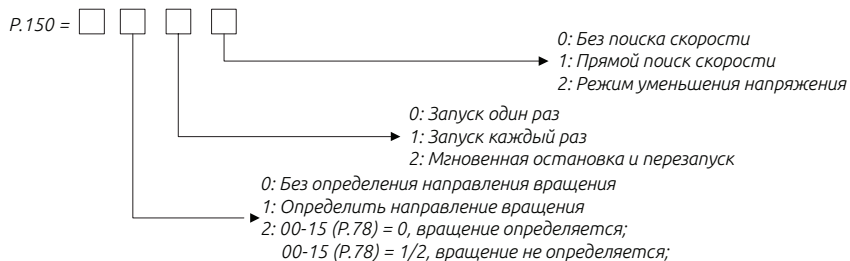 P.150 =
0: Без поиска скорости
1: Прямой поиск скорости
2: Режим уменьшения напряжения
0: Запуск один раз
1: Запуск каждый раз
2: Мгновенная остановка и перезапуск
0: Без определения направления вращения
1: Определить направление вращения
2: 00-15 (P.78) = 0, вращение определяется;
00-15 (P.78) = 1/2, вращение не определяется;